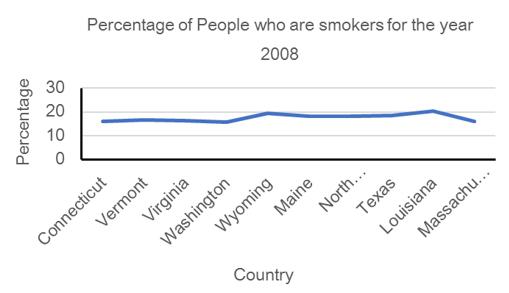 Percentage of People who are smokers for the year
2008
Percentage
30
20
10
0
Connecticut
Vermont
Virginia
Washington
Wyoming
Maine
North…
Texas
Louisiana
Massachu…
Country